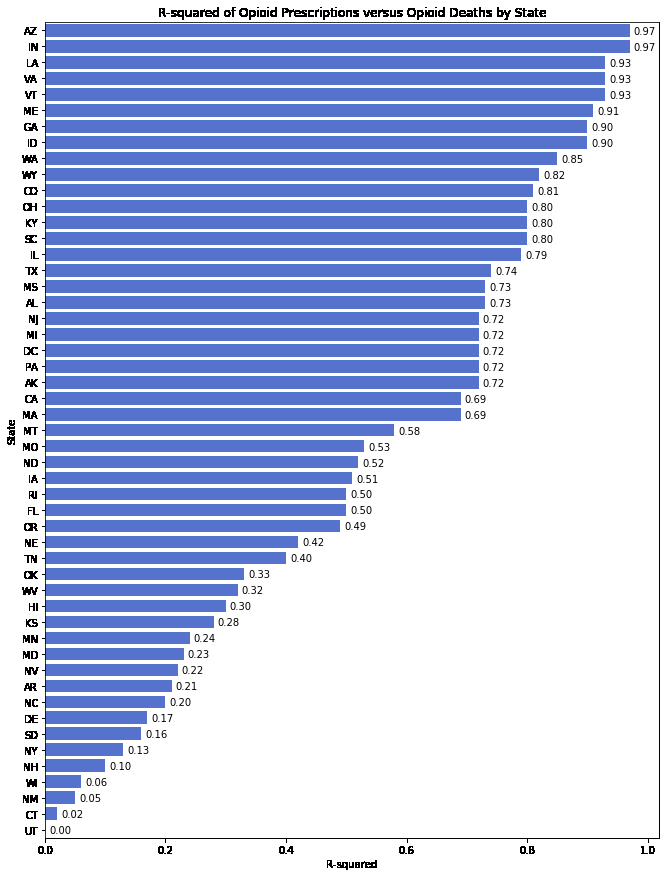 R-squared of Opioid Prescriptions versus Opioid Deaths by State
AZ 0.97
IN 0.97
LA 0.93
VA 0.93
VT 0.93
ME 0.91
GA 0.90
ID 0.90
WA 0.85
WY 0.82
CO 0.81
OH 0.80
KY 0.80
SC 0.80
IL 0.79
TX 0.74
MS 0.73
AL 0.73
NJ 0.72
MI 0.72
DC 0.72
PA 0.72
AK 0.72
CA 0.69
MA 0.69
MT 0.58
MO 0.53
ND 0.52
IA 0.51
RI 0.50
FL 0.50
OR 0.49
NE 0.42
TN 0.40
OK 0.33
WV 0.32
HI 0.30
KS 0.28
MN 0.24
MD 0.23
NV 0.22
AR 0.21
NC 0.20
DE 0.17
SD 0.16
NY 0.13
NH 0.10
WI 0.06
NM 0.05
CT 0.02
UT 0.00
State
0.0 0.2 0.4 0.6 0.8 1.0
R-squared